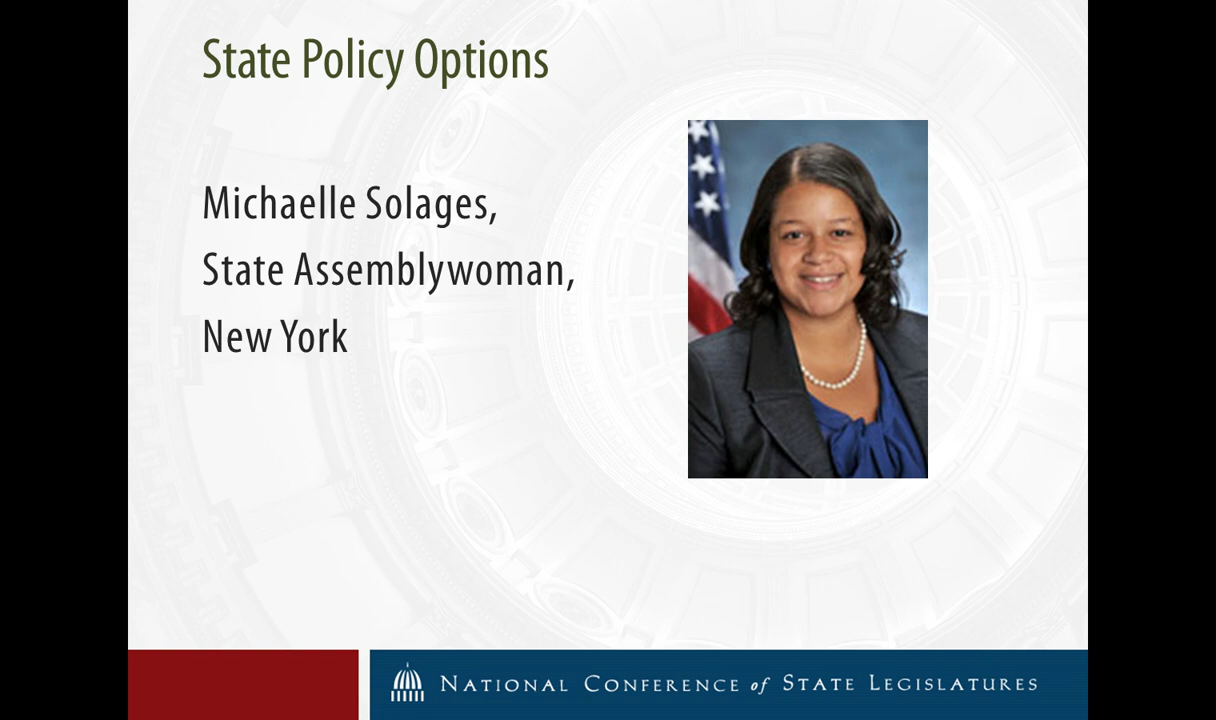 State Policy Options
Michaelle Solages,
State Assemblywoman,
New York
NATIONAL CONFERENCE of STATE LEGISLATURES